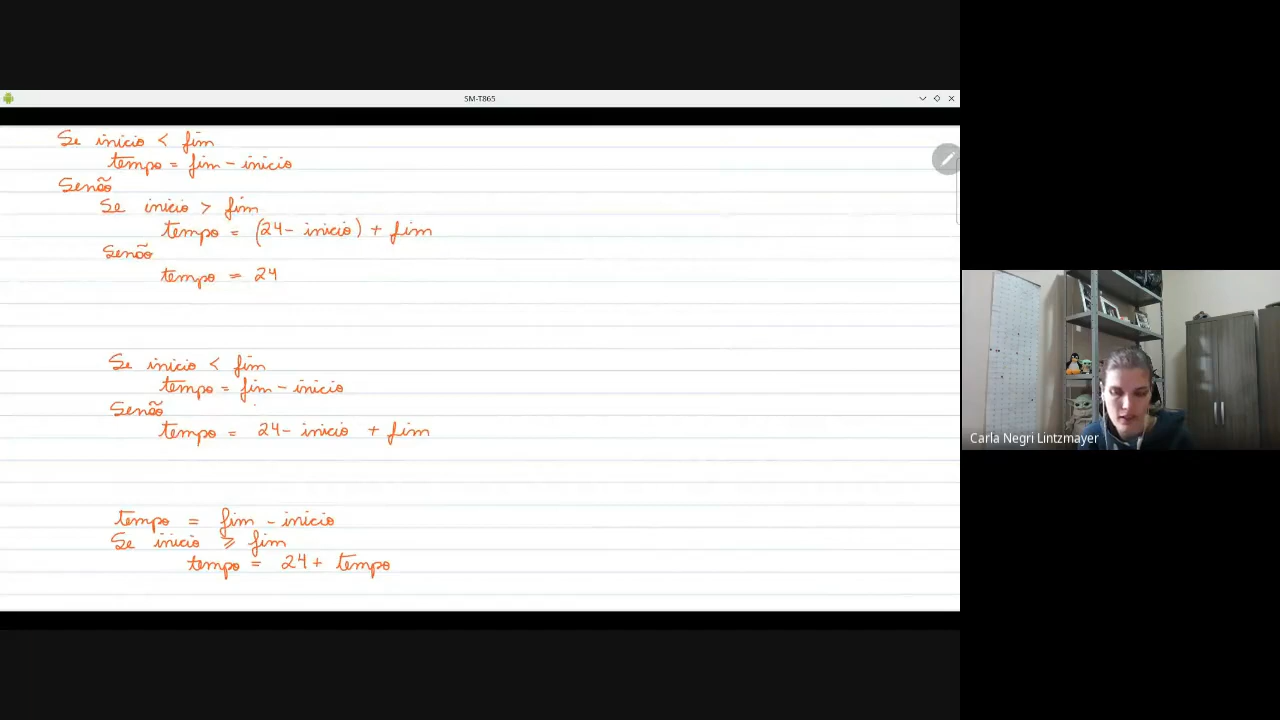 SM-T865
Se inicio < fim
tempo = fim - inicio
Senão
Se inicio > fim
tempo = (24 - inicio) + fim
Senão
tempo = 24
Se inicio < fim
tempo = fim - inicio
Senão
tempo = 24 - inicio + fim
tempo = fim - inicio
Se inicio ⩾ fim
tempo = 24 + tempo
Carla Negri Lintzmayer